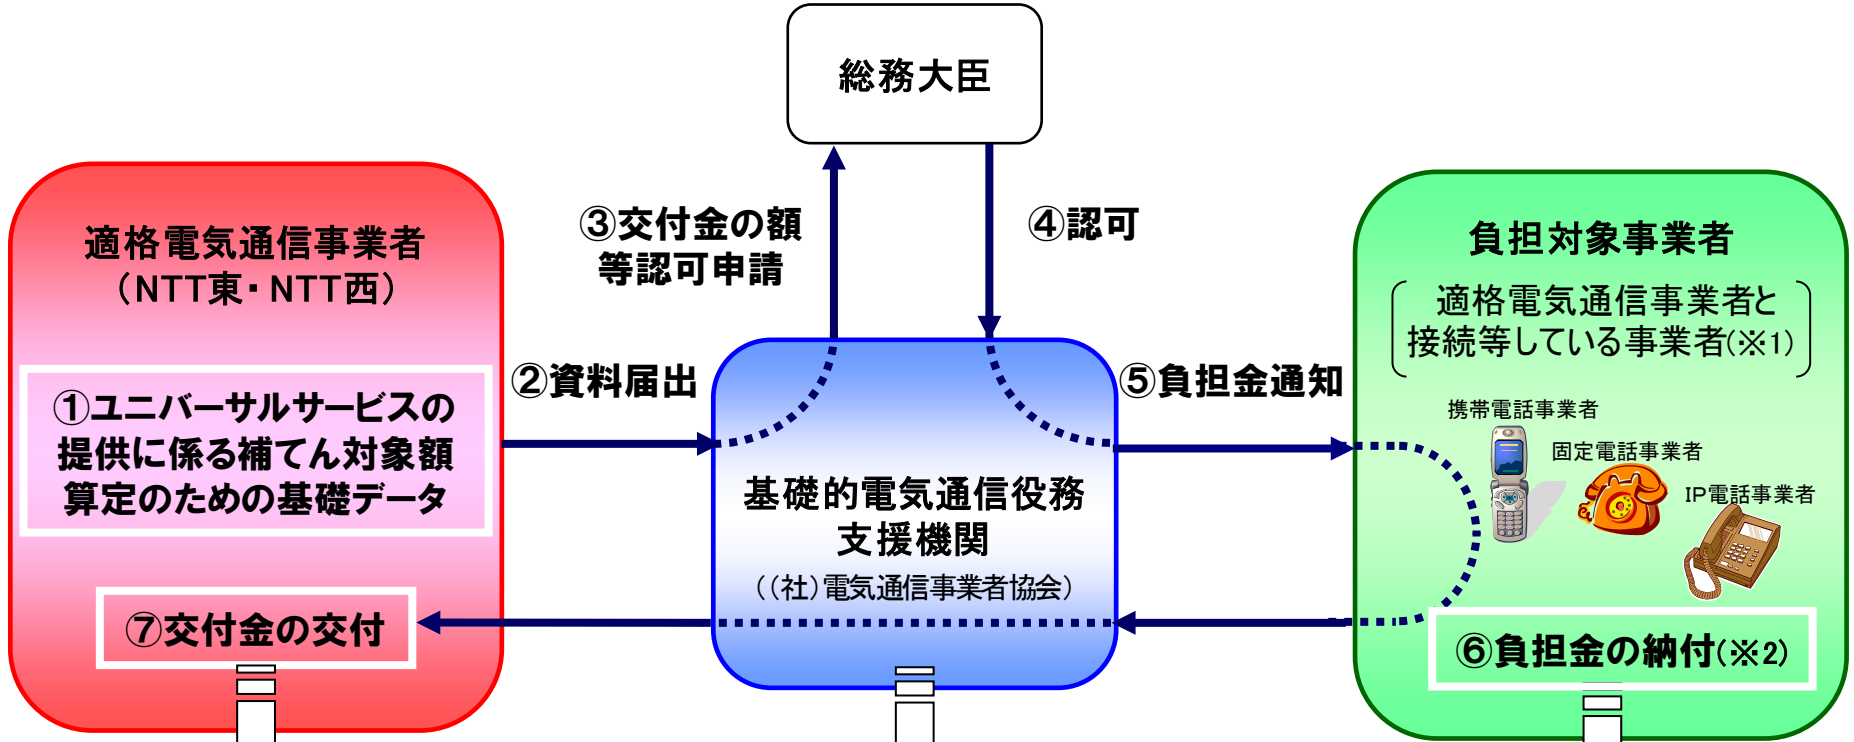 総務大臣
適格電気通信事業者
（NTT東・NTT西）
①ユニバーサルサービスの
提供に係る補てん対象額
算定のための基礎データ
⑦交付金の交付
②資料届出
③交付金の額
等認可申請
④認可
基礎的電気通信役務
支援機関
（（社）電気通信事業者協会）
⑤負担金通知
負担対象事業者
適格電気通信事業者と
接続等している事業者(※1)
携帯電話事業者
固定電話事業者
IP電話事業者
⑥負担金の納付(※2)